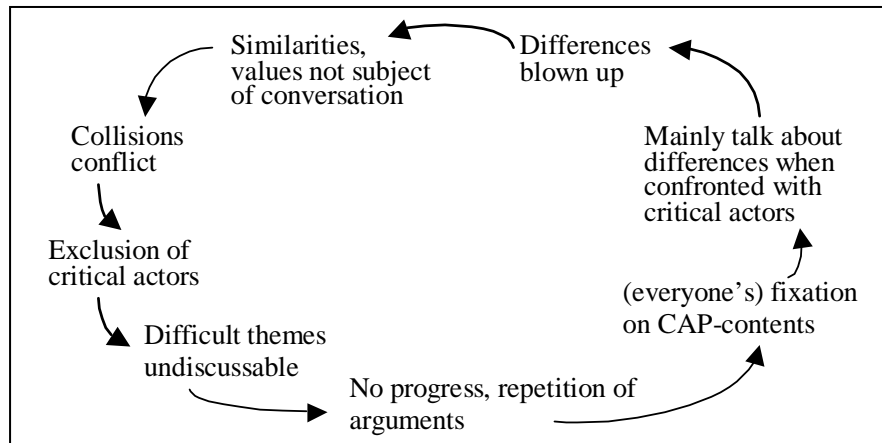 Similarities,
values not subject
of conversation
Differences
blown up
Collisions
conflict
Mainly talk about
differences when
confronted with
critical actors
Exclusion of
critical actors
(everyone’s) fixation
on CAP-contents
Difficult themes
undiscussable
No progress, repetition of
arguments